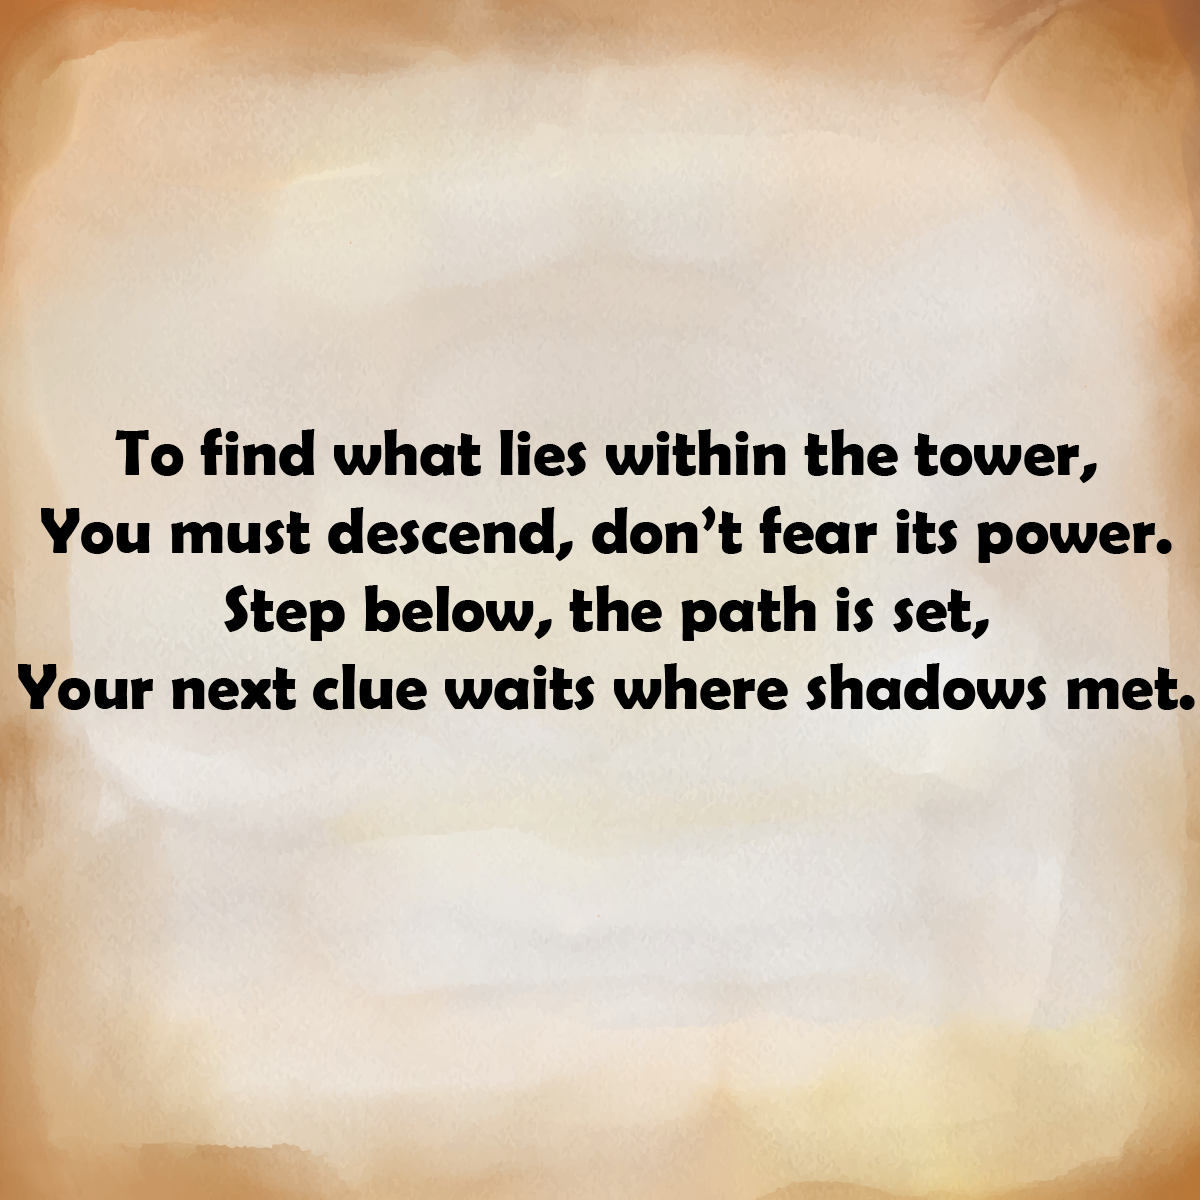 To find what lies within the tower,
You must descend, don’t fear its power.
Step below, the path is set,
Your next clue waits where shadows met.